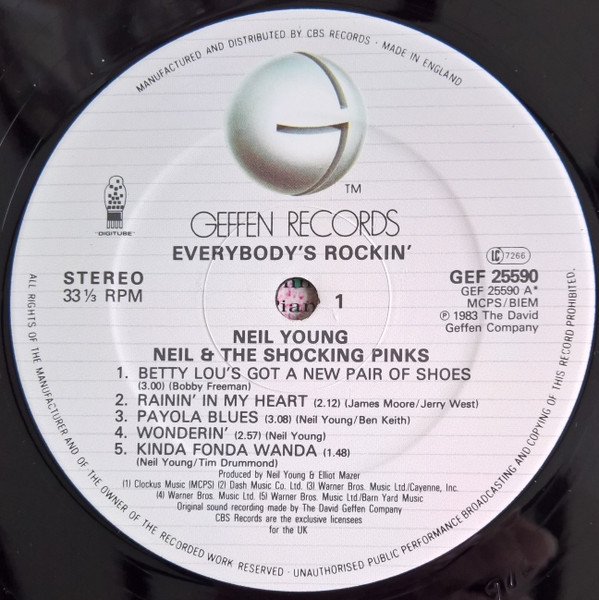 MANUFACTURED AND DISTRIBUTED BY CBS RECORDS · MADE IN ENGLAND
TM
"DIGITUBE"
GEFFEN RECORDS
EVERYBODY'S ROCKIN'
LC 7266
STEREO
33⅓ RPM
1
GEF 25590
GEF 25590 A*
MCPS/BIEM
℗ 1983 The David
Geffen Company
NEIL YOUNG
NEIL & THE SHOCKING PINKS
1. BETTY LOU'S GOT A NEW PAIR OF SHOES
(3.00) (Bobby Freeman)
2. RAININ' IN MY HEART (2.12) (James Moore/Jerry West)
3. PAYOLA BLUES (3.08) (Neil Young/Ben Keith)
4. WONDERIN' (2.57) (Neil Young)
5. KINDA FONDA WANDA (1.48)
(Neil Young/Tim Drummond)
Produced by Neil Young & Elliot Mazer
(1) Clockus Music (MCPS) (2) Dash Music Co. Ltd. (3) Warner Bros. Music Ltd./Cayenne, Inc.
(4) Warner Bros. Music Ltd. (5) Warner Bros. Music Ltd/Barn Yard Music
Original sound recording made by The David Geffen Company
CBS Records are the exclusive licensees
for the UK
ALL RIGHTS OF THE MANUFACTURER AND OF THE OWNER OF THE RECORDED WORK RESERVED · UNAUTHORISED PUBLIC PERFORMANCE BROADCASTING AND COPYING OF THIS RECORD PROHIBITED.